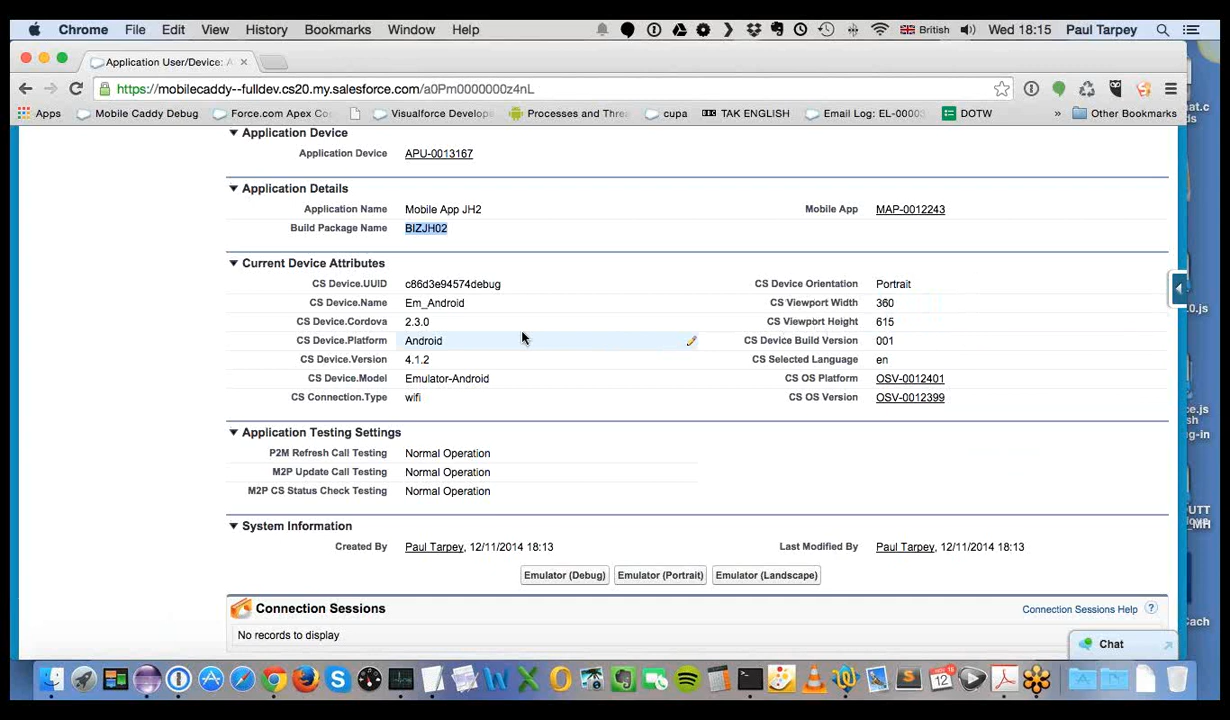 Chrome File Edit View History Bookmarks Window Help British Wed 18:15 Paul Tarpey
Application User/Device: A ×
https://mobilecaddy--fulldev.cs20.my.salesforce.com/a0Pm0000000z4nL
Apps Mobile Caddy Debug Force.com Apex Co Visualforce Develop Processes and Thre cupa TAK ENGLISH Email Log: EL-0000 DOTW » Other Bookmarks
Application Device
Application Device APU-0013167
Application Details
Application Name Mobile App JH2 Mobile App MAP-0012243
Build Package Name BIZJH02
Current Device Attributes
CS Device.UUID c86d3e94574debug CS Device Orientation Portrait
CS Device.Name Em_Android CS Viewport Width 360
CS Device.Cordova 2.3.0 CS Viewport Height 615
CS Device.Platform Android CS Device Build Version 001
CS Device.Version 4.1.2 CS Selected Language en
CS Device.Model Emulator-Android CS OS Platform OSV-0012401
CS Connection.Type wifi CS OS Version OSV-0012399
Application Testing Settings
P2M Refresh Call Testing Normal Operation
M2P Update Call Testing Normal Operation
M2P CS Status Check Testing Normal Operation
System Information
Created By Paul Tarpey, 12/11/2014 18:13 Last Modified By Paul Tarpey, 12/11/2014 18:13
Emulator (Debug) Emulator (Portrait) Emulator (Landscape)
Connection Sessions Connection Sessions Help ?
No records to display
Chat